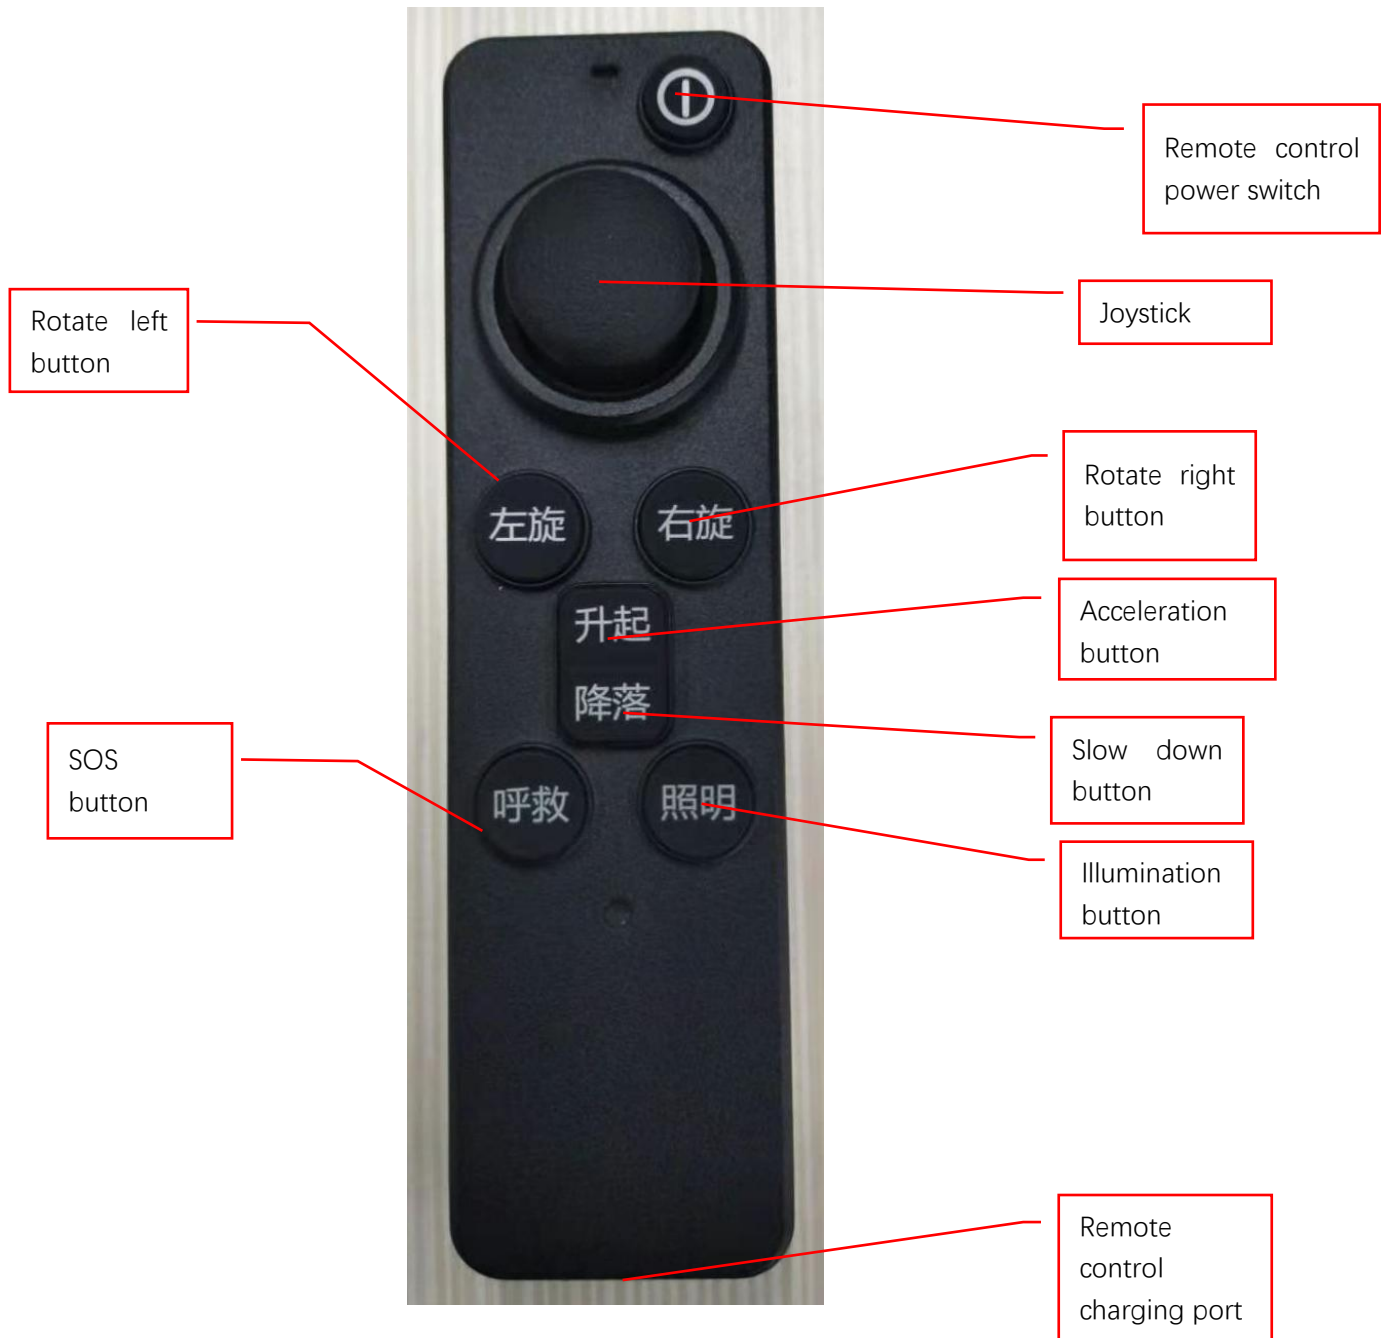 Remote control
power switch
Joystick
Rotate left
button
Rotate right
button
左旋
右旋
升起
Acceleration
button
降落
Slow down
button
SOS
button
呼救
照明
Illumination
button
Remote
control
charging port